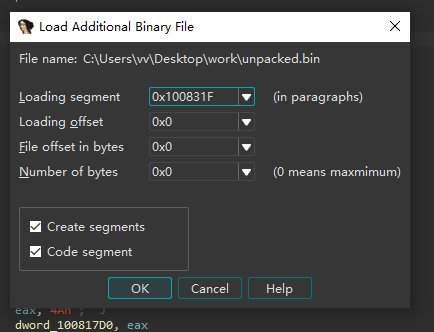 Load Additional Binary File
File name: C:\Users\vv\Desktop\work\unpacked.bin
Loading segment 0x100831F (in paragraphs)
Loading offset 0x0
File offset in bytes 0x0
Number of bytes 0x0 (0 means maxmimum)
Create segments
Code segment
OK Cancel Help
eax, 4Ah ; 'J'
dword_100817D0, eax